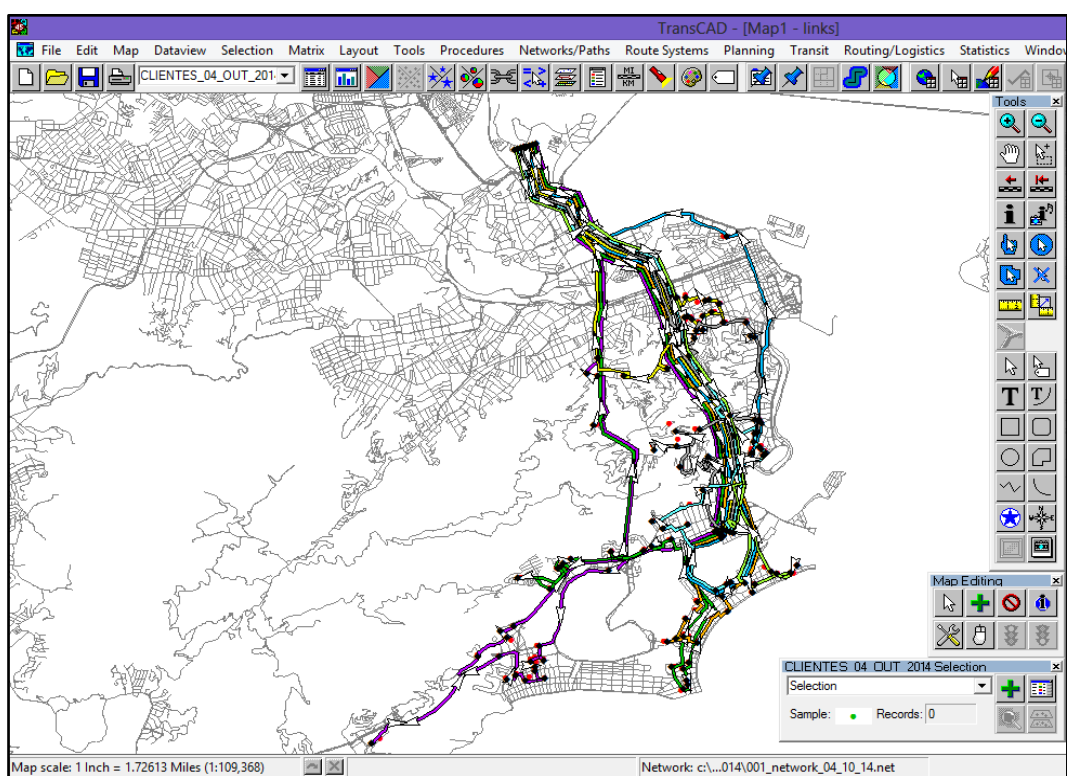 TransCAD - [Map1 - links]
File Edit Map Dataview Selection Matrix Layout Tools Procedures Networks/Paths Route Systems Planning Transit Routing/Logistics Statistics Window
CLIENTES_04_OUT_201
MI
KM
Tools
T T
Map Editing
CLIENTES 04 OUT 2014 Selection
Selection
Sample: Records: 0
Map scale: 1 Inch = 1.72613 Miles (1:109,368) Network: c:\...014\001_network_04_10_14.net